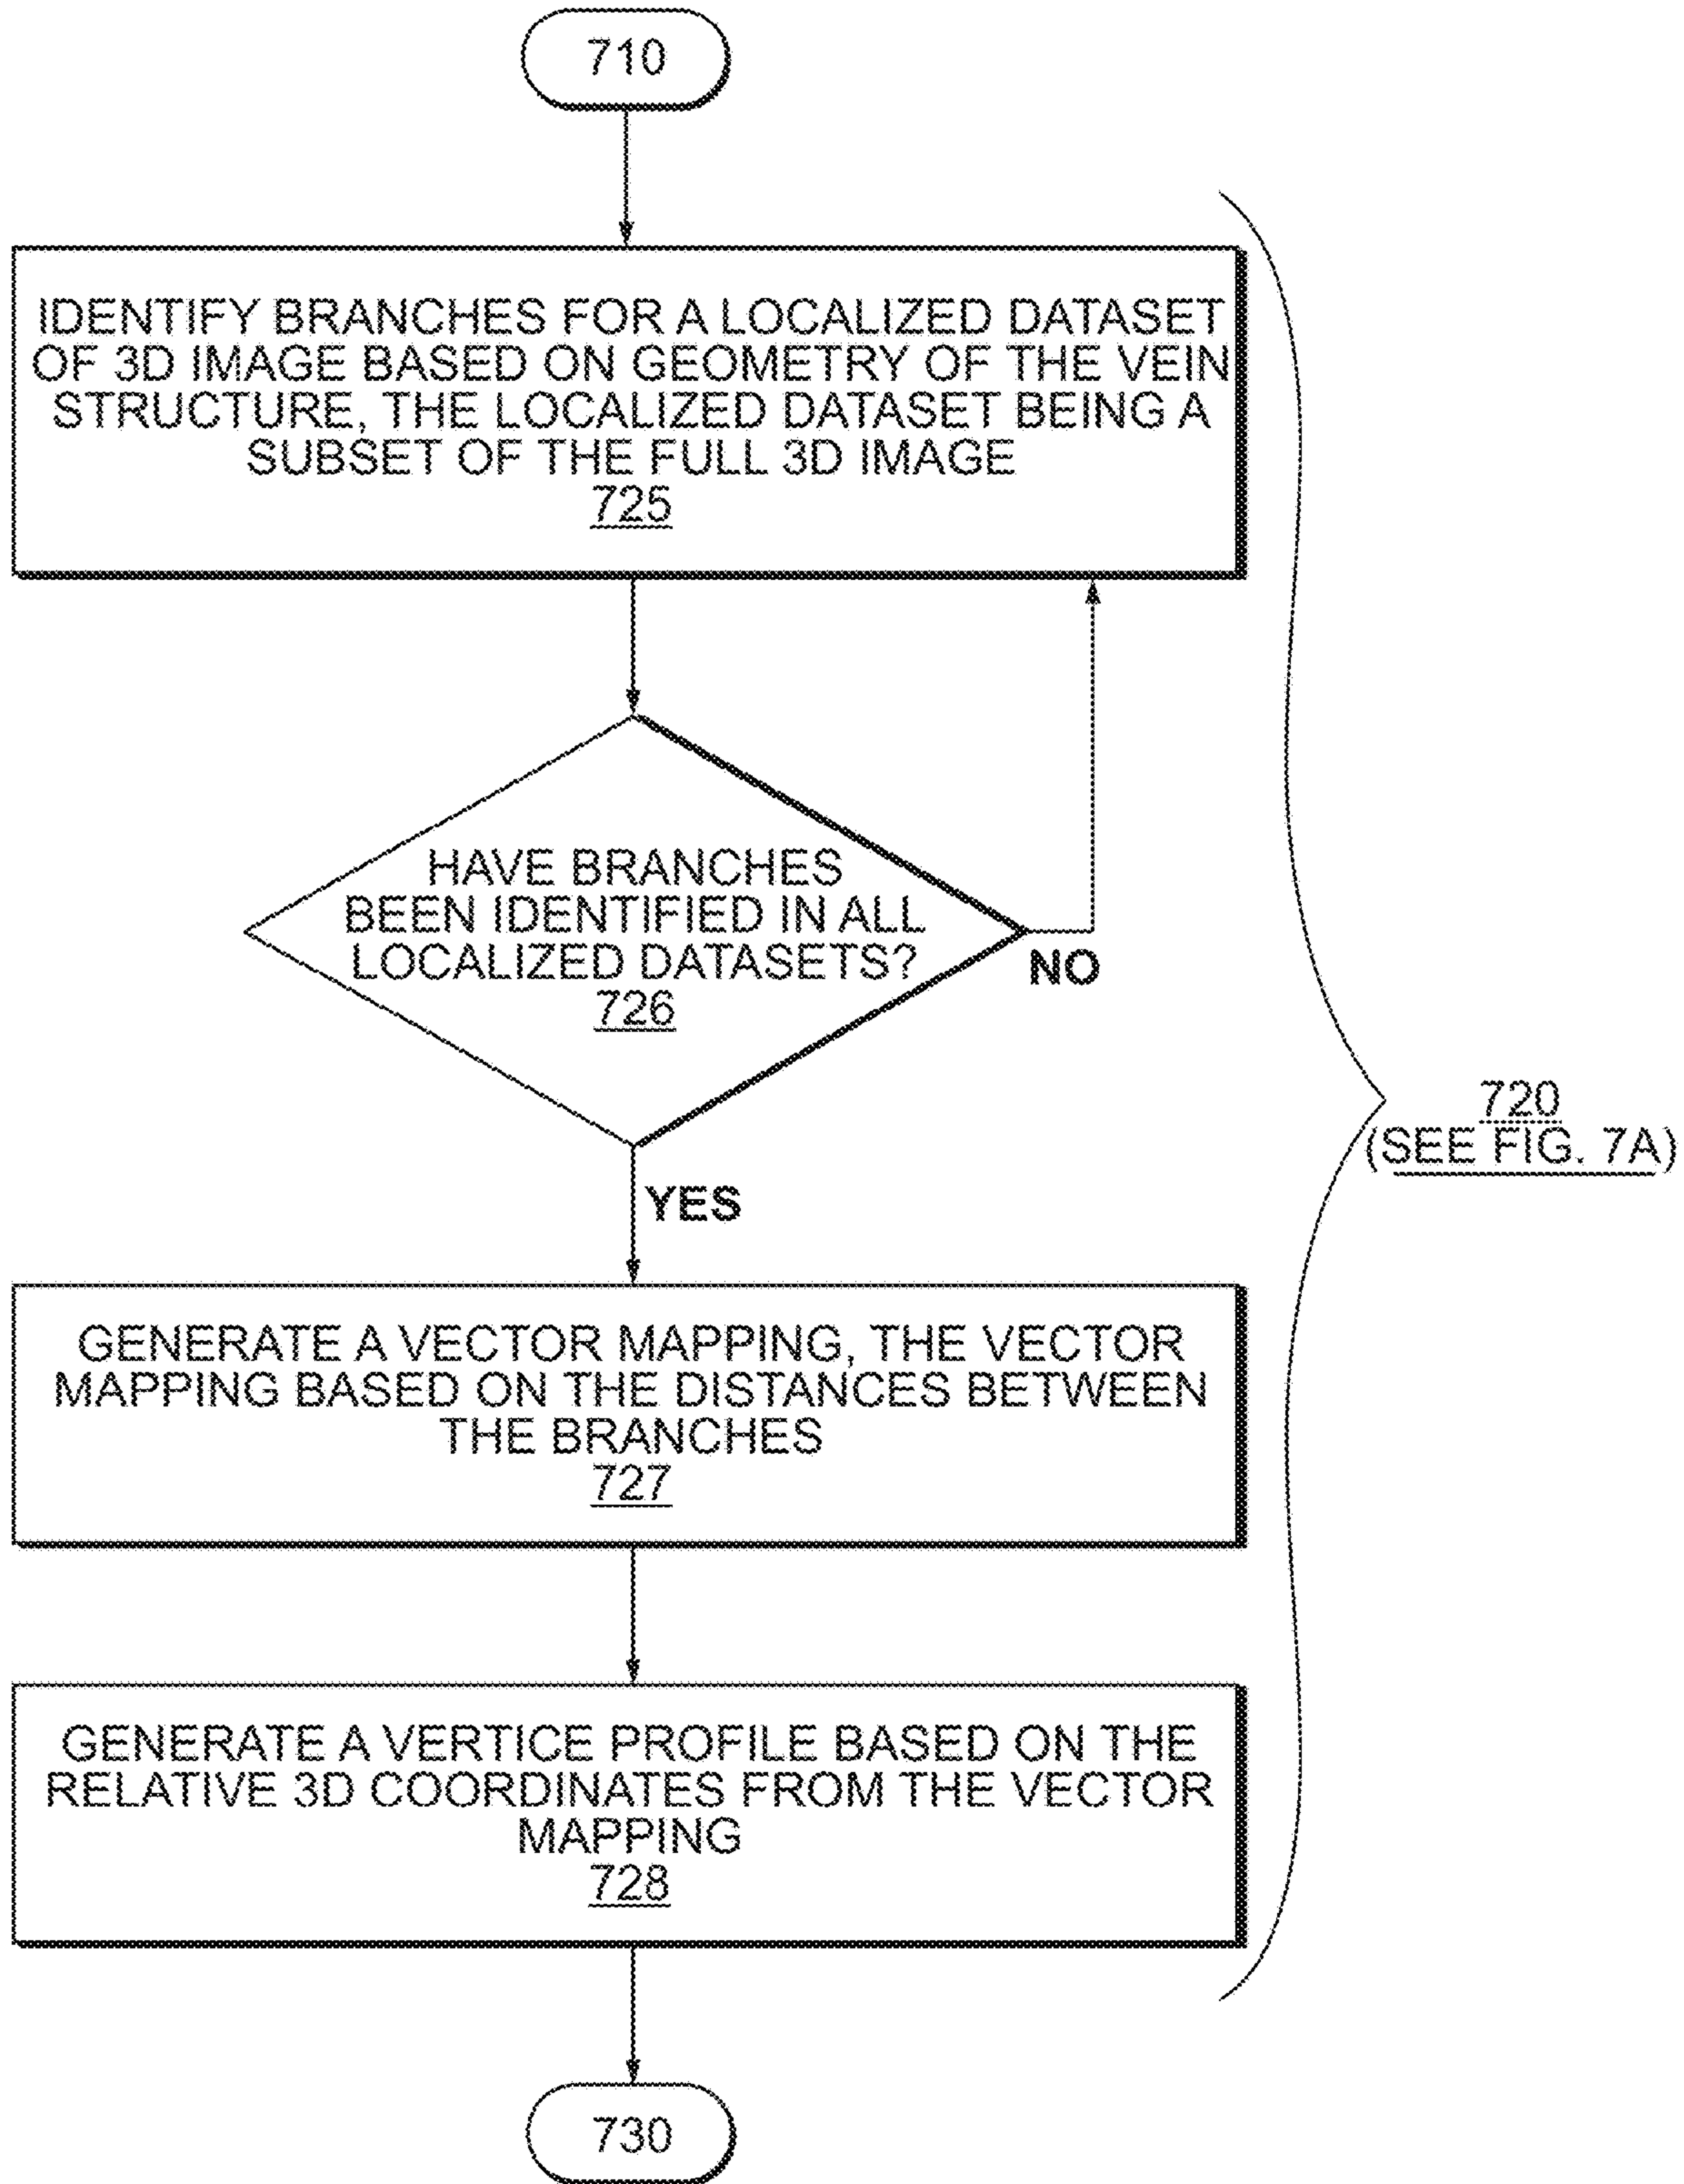 710
IDENTIFY BRANCHES FOR A LOCALIZED DATASET
OF 3D IMAGE BASED ON GEOMETRY OF THE VEIN
STRUCTURE, THE LOCALIZED DATASET BEING A
SUBSET OF THE FULL 3D IMAGE
725
HAVE BRANCHES
BEEN IDENTIFIED IN ALL
LOCALIZED DATASETS?
726
NO
720
(SEE FIG. 7A)
YES
GENERATE A VECTOR MAPPING, THE VECTOR
MAPPING BASED ON THE DISTANCES BETWEEN
THE BRANCHES
727
GENERATE A VERTICE PROFILE BASED ON THE
RELATIVE 3D COORDINATES FROM THE VECTOR
MAPPING
728
730